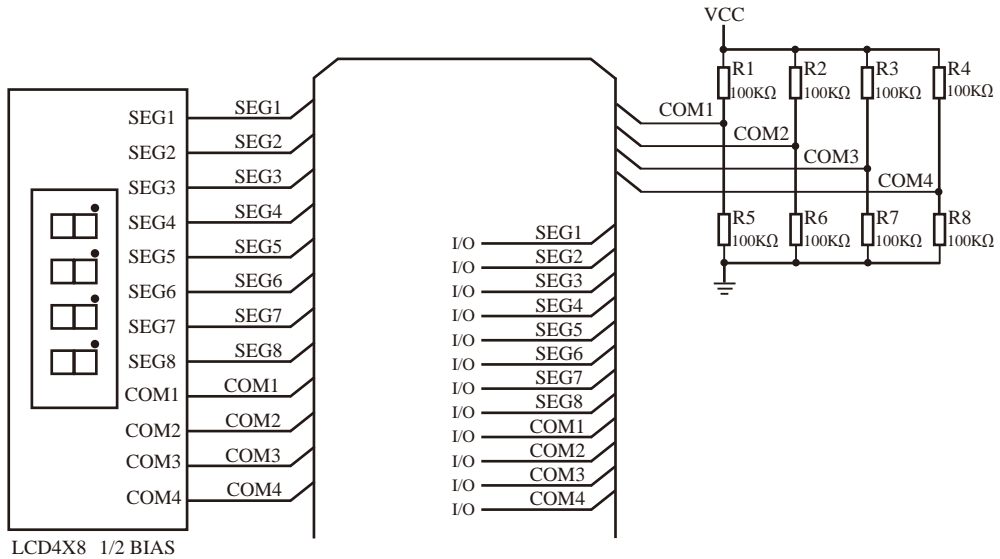 VCC
R1
100KΩ
R2
100KΩ
R3
100KΩ
R4
100KΩ
COM1
COM2
COM3
COM4
R5
100KΩ
R6
100KΩ
R7
100KΩ
R8
100KΩ
SEG1 SEG1
SEG2 SEG2
SEG3 SEG3
SEG4 SEG4
SEG5 SEG5
SEG6 SEG6
SEG7 SEG7
SEG8 SEG8
COM1 COM1
COM2 COM2
COM3 COM3
COM4 COM4
I/O SEG1
I/O SEG2
I/O SEG3
I/O SEG4
I/O SEG5
I/O SEG6
I/O SEG7
I/O SEG8
I/O COM1
I/O COM2
I/O COM3
I/O COM4
LCD4X8 1/2 BIAS